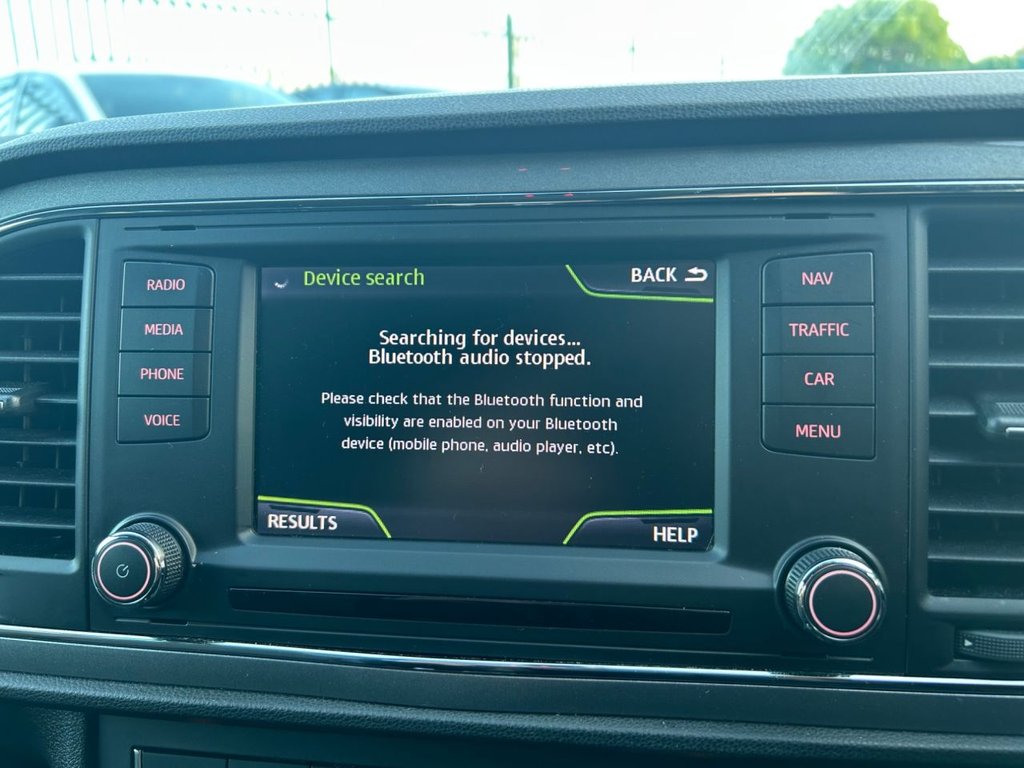 RADIO
MEDIA
PHONE
VOICE
Device search
BACK
Searching for devices...
Bluetooth audio stopped.
Please check that the Bluetooth function and
visibility are enabled on your Bluetooth
device (mobile phone, audio player, etc).
RESULTS
HELP
NAV
TRAFFIC
CAR
MENU